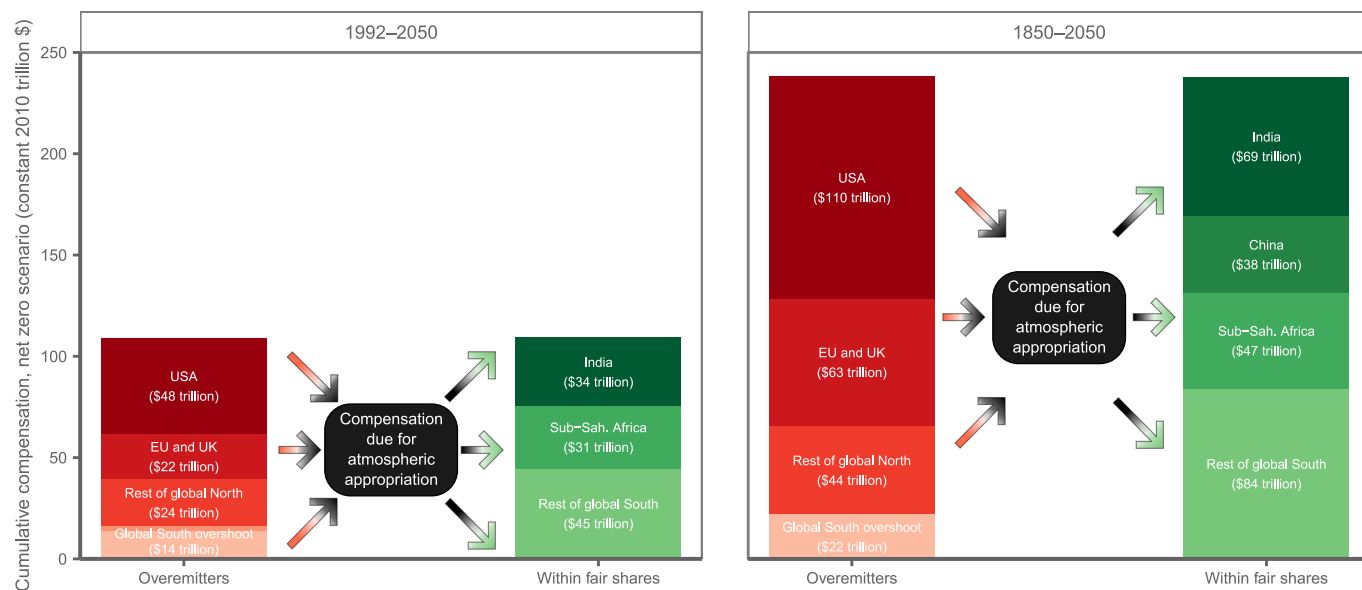 Cumulative compensation, net zero scenario (constant 2010 trillion $)
1992–2050
250
200
150
100
50
0
USA
($48 trillion)
EU and UK
($22 trillion)
Rest of global North
($24 trillion)
Global South overshoot
($14 trillion)
Compensation
due for
atmospheric
appropriation
India
($34 trillion)
Sub−Sah. Africa
($31 trillion)
Rest of global South
($45 trillion)
Overemitters
Within fair shares
1850–2050
USA
($110 trillion)
EU and UK
($63 trillion)
Rest of global North
($44 trillion)
Global South overshoot
($22 trillion)
Compensation
due for
atmospheric
appropriation
India
($69 trillion)
China
($38 trillion)
Sub−Sah. Africa
($47 trillion)
Rest of global South
($84 trillion)
Overemitters
Within fair shares